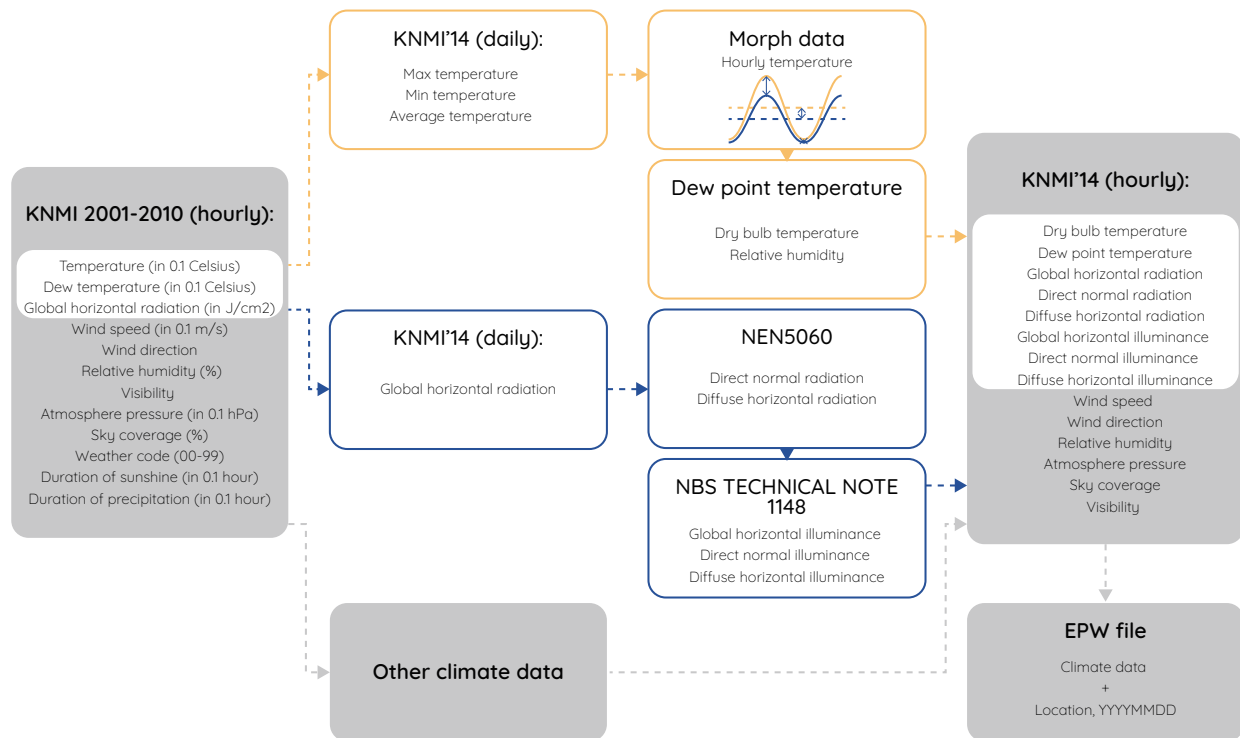 KNMI 2001-2010 (hourly):
Temperature (in 0.1 Celsius)
Dew temperature (in 0.1 Celsius)
Global horizontal radiation (in J/cm2)
Wind speed (in 0.1 m/s)
Wind direction
Relative humidity (%)
Visibility
Atmosphere pressure (in 0.1 hPa)
Sky coverage (%)
Weather code (00-99)
Duration of sunshine (in 0.1 hour)
Duration of precipitation (in 0.1 hour)
KNMI'14 (daily):
Max temperature
Min temperature
Average temperature
Morph data
Hourly temperature
Dew point temperature
Dry bulb temperature
Relative humidity
KNMI'14 (daily):
Global horizontal radiation
NEN5060
Direct normal radiation
Diffuse horizontal radiation
NBS TECHNICAL NOTE
1148
Global horizontal illuminance
Direct normal illuminance
Diffuse horizontal illuminance
Other climate data
KNMI'14 (hourly):
Dry bulb temperature
Dew point temperature
Global horizontal radiation
Direct normal radiation
Diffuse horizontal radiation
Global horizontal illuminance
Direct normal illuminance
Diffuse horizontal illuminance
Wind speed
Wind direction
Relative humidity
Atmosphere pressure
Sky coverage
Visibility
EPW file
Climate data
+
Location, YYYYMMDD